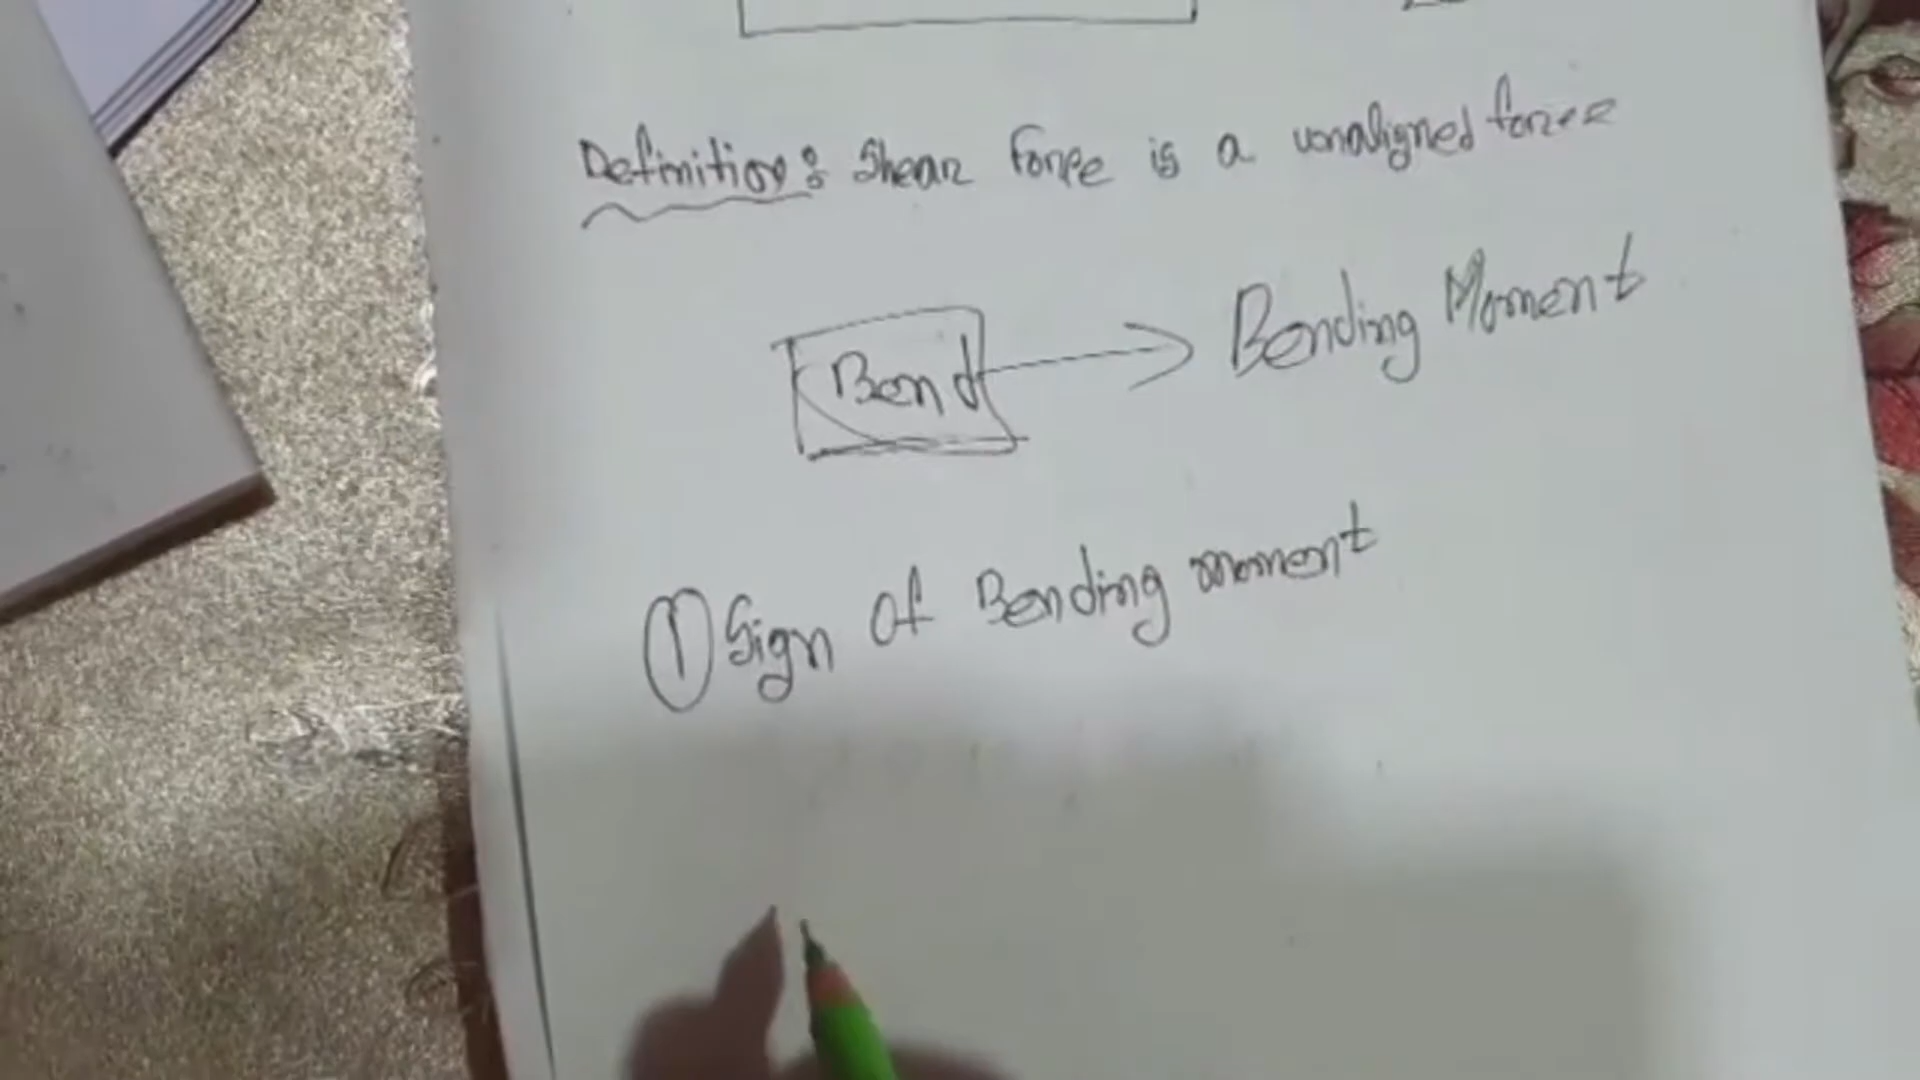 Definition: Shear Force is a unaligned force
Bend
Bending Moment
1 Sign of Bending moment